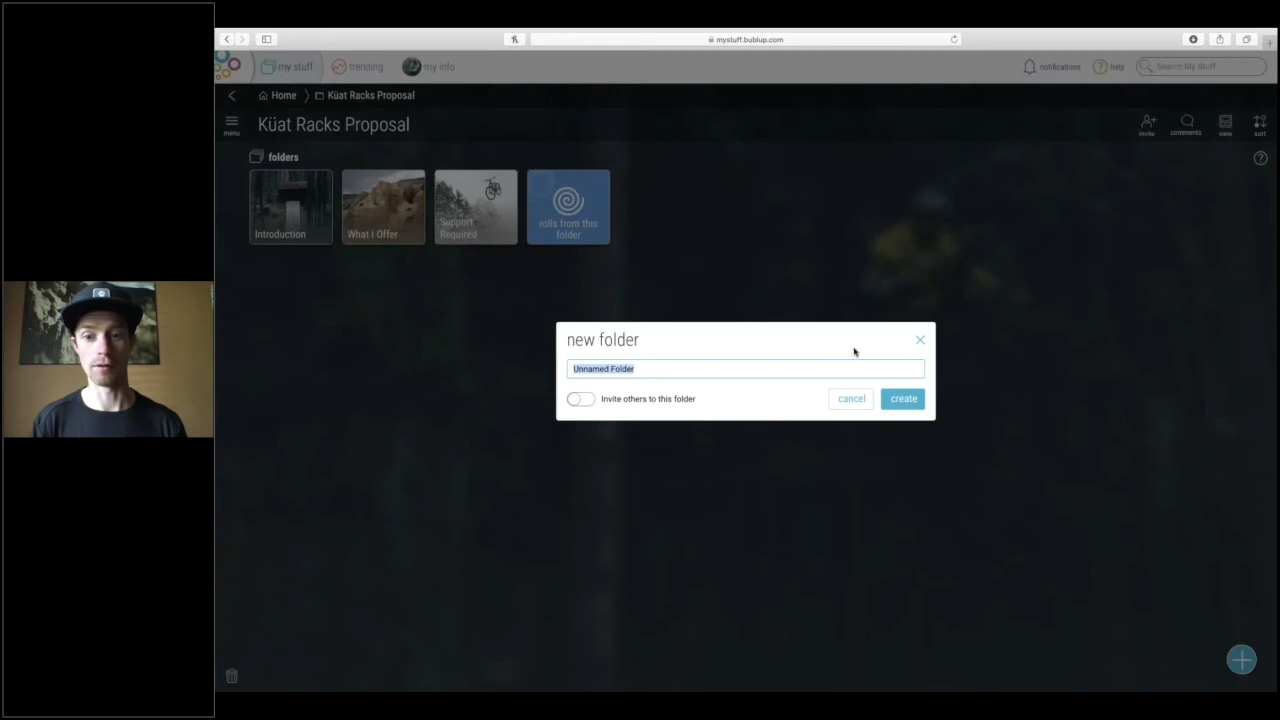 mystuff.bublup.com
my stuff
trending
my info
notifications
help
Search My Stuff
Home
Küat Racks Proposal
menu
Küat Racks Proposal
invite
comments
view
sort
folders
Introduction
What I Offer
Support
Required
rolls from this
folder
new folder
Unnamed Folder
Invite others to this folder
cancel
create